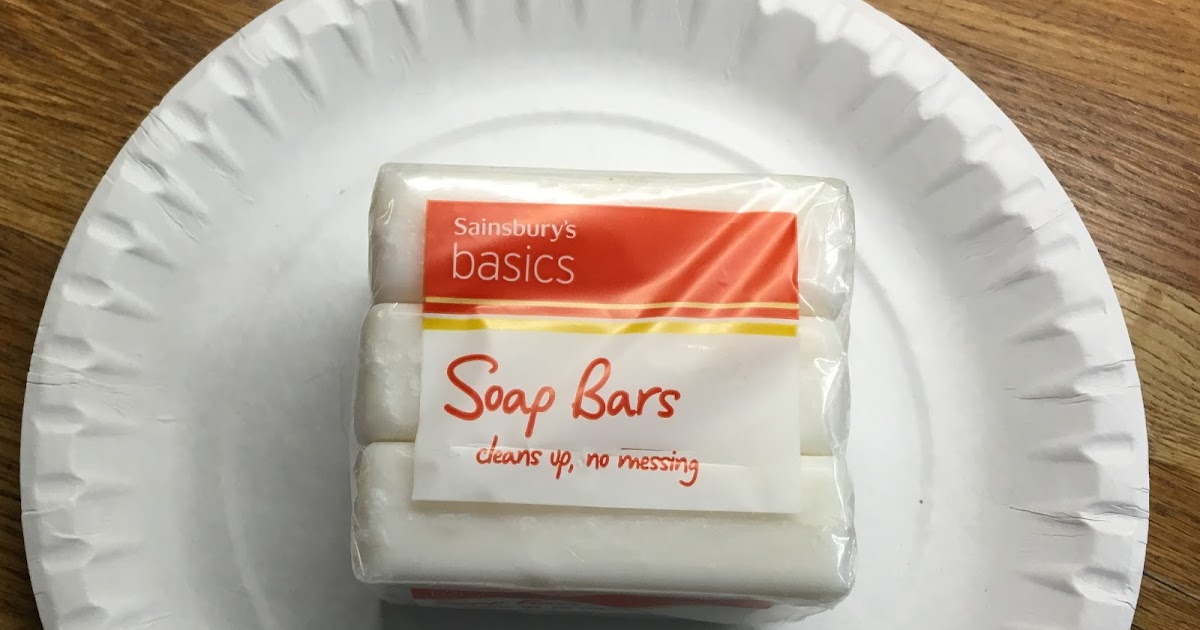 Sainsbury's
basics
Soap Bars
cleans up, no messing